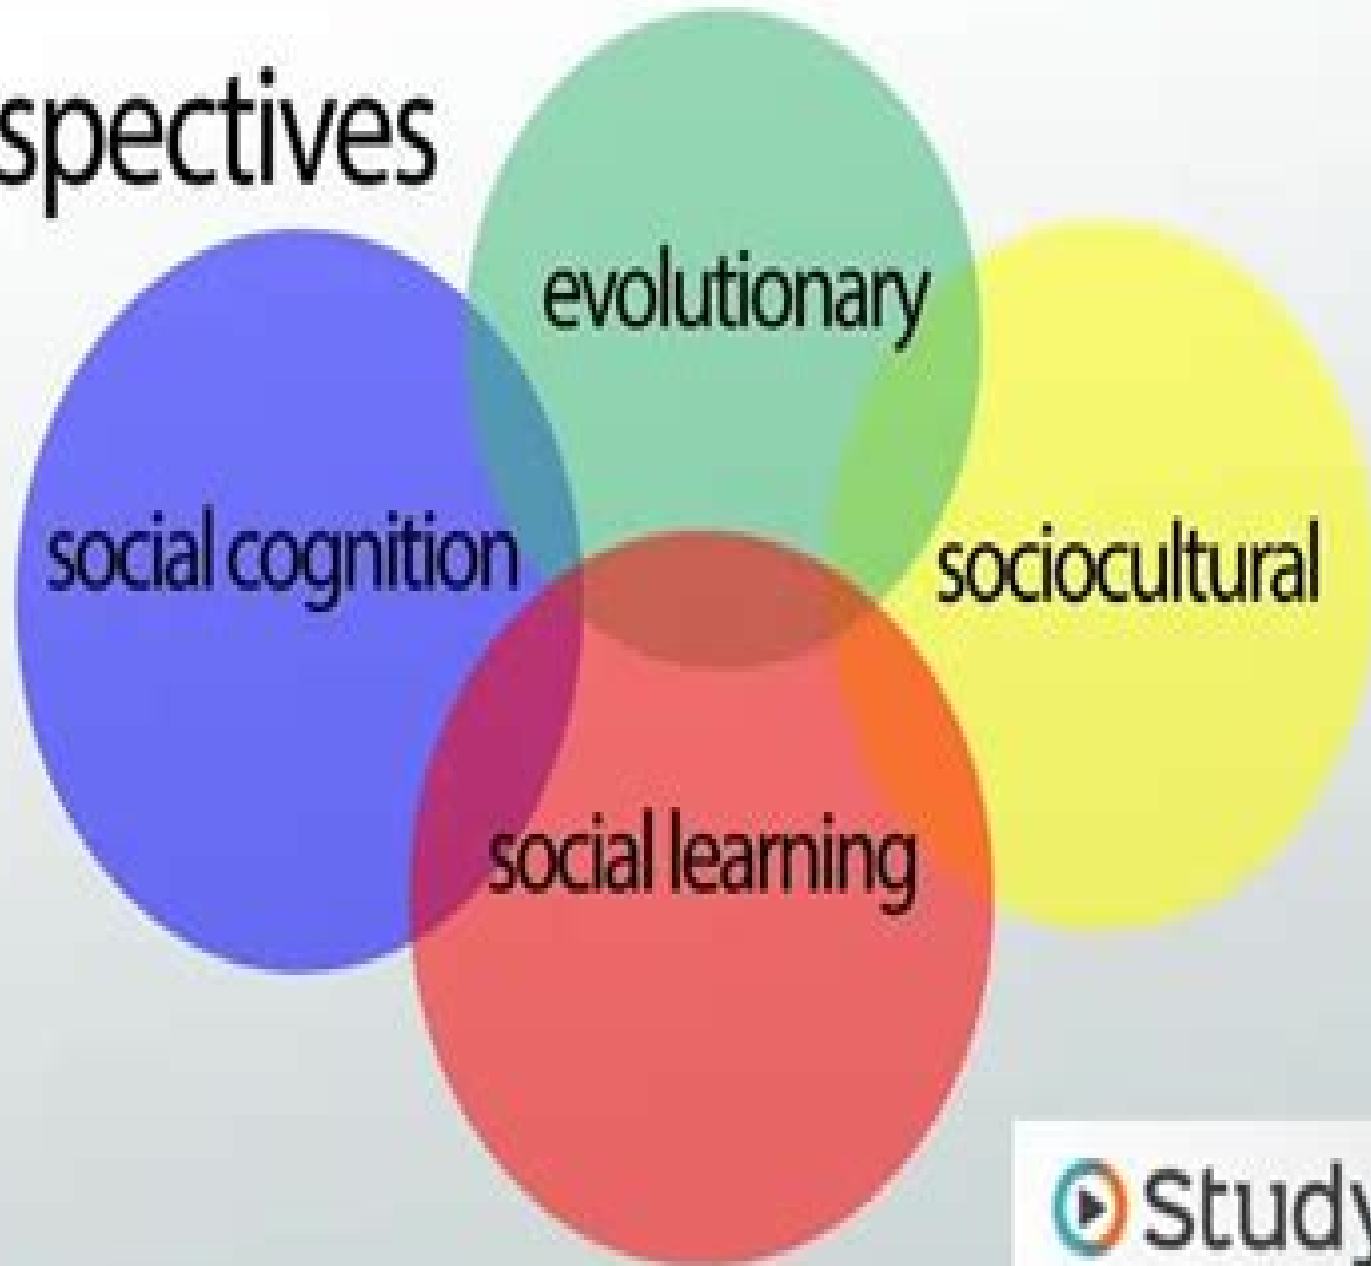 spectives
evolutionary
social cognition
sociocultural
social learning
Study